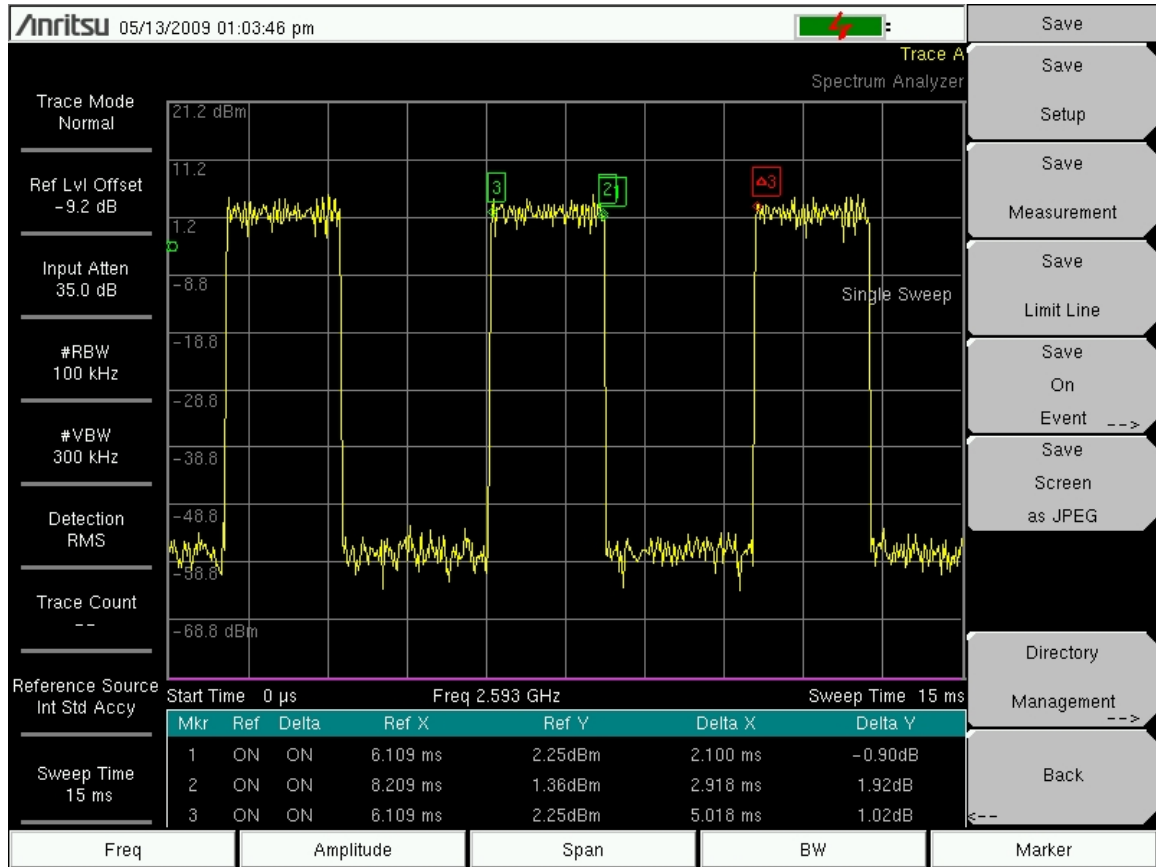 Anritsu 05/13/2009 01:03:46 pm
Trace A
Spectrum Analyzer
Trace Mode
Normal
Ref Lvl Offset
-9.2 dB
Input Atten
35.0 dB
#RBW
100 kHz
#VBW
300 kHz
Detection
RMS
Trace Count
--
Reference Source
Int Std Accy
Sweep Time
15 ms
21.2 dBm
11.2
1.2
-8.8
-18.8
-28.8
-38.8
-48.8
-58.8
-68.8 dBm
3
2
1
Δ3
Single Sweep
Start Time 0 µs Freq 2.593 GHz Sweep Time 15 ms
Mkr Ref Delta Ref X Ref Y Delta X Delta Y
1 ON ON 6.109 ms 2.25dBm 2.100 ms -0.90dB
2 ON ON 8.209 ms 1.36dBm 2.918 ms 1.92dB
3 ON ON 6.109 ms 2.25dBm 5.018 ms 1.02dB
Save
Save
Setup
Save
Measurement
Save
Limit Line
Save
On
Event -->
Save
Screen
as JPEG
Directory
Management
-->
Back
<--
Freq Amplitude Span BW Marker